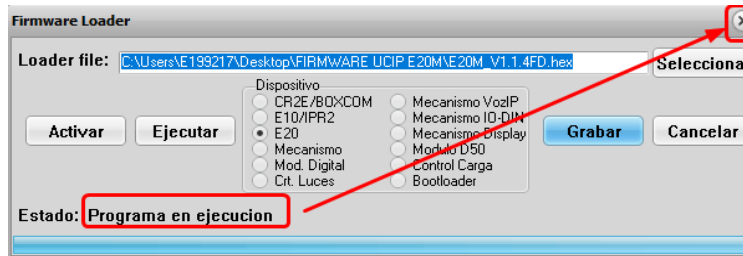 Firmware Loader
Loader file: C:\Users\E199217\Desktop\FIRMWARE UCIP E20M\E20M_V1.1.4FD.hex Selecciona
Dispositivo
CR2E/BOXCOM Mecanismo VozIP
E10/IPR2 Mecanismo IO-DIN
Activar Ejecutar E20 Mecanismo Display Grabar Cancelar
Mecanismo Modulo D50
Mod. Digital Control Carga
Crt. Luces Bootloader
Estado: Programa en ejecucion